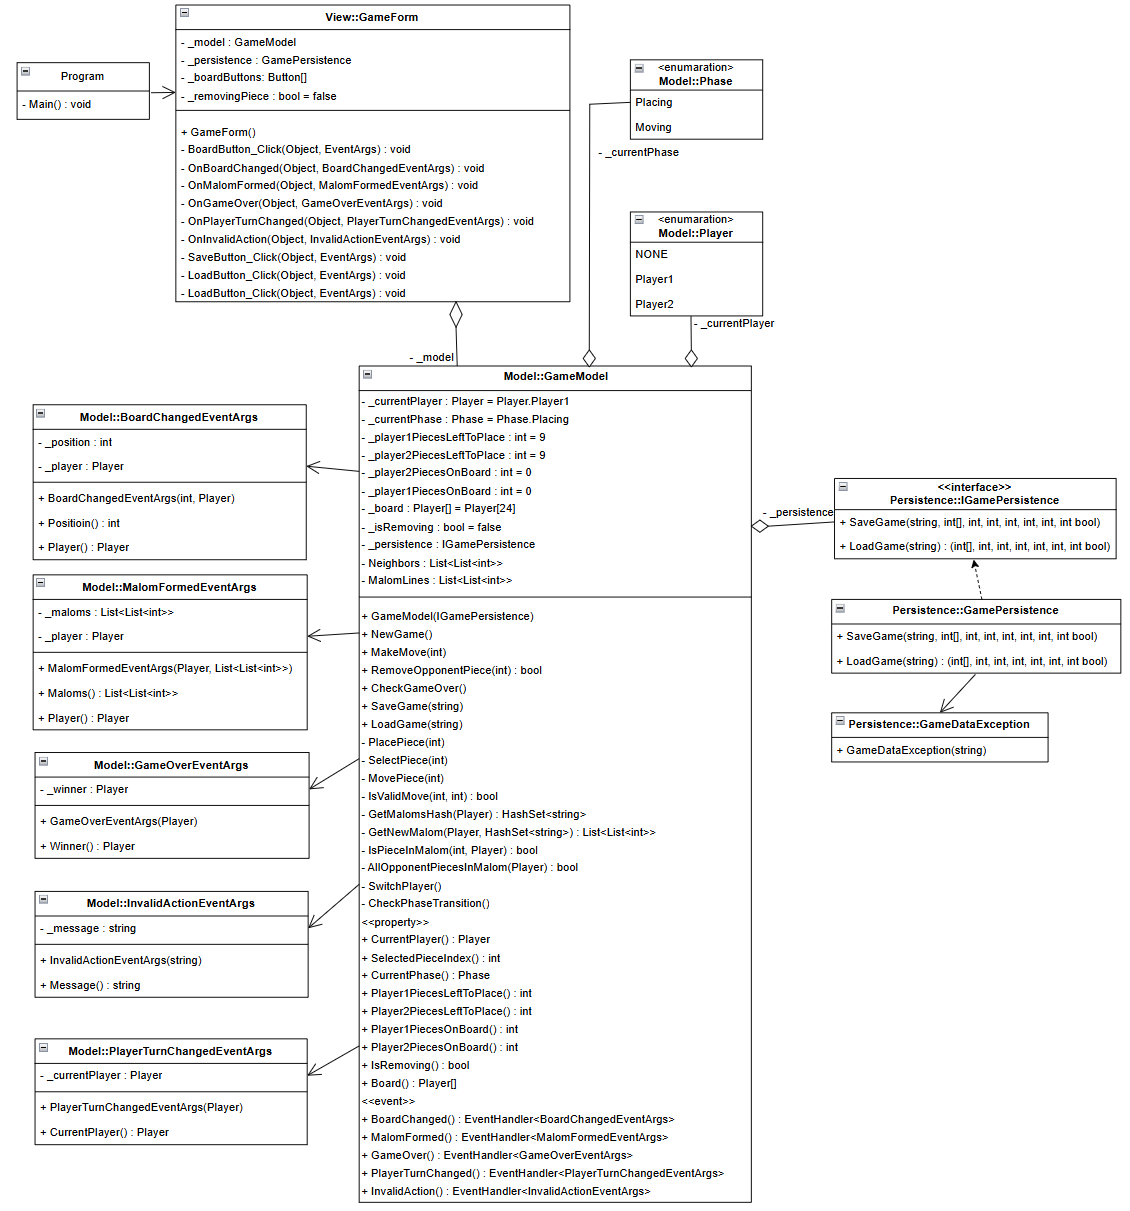 View::GameForm
- _model : GameModel
- _persistence : GamePersistence
- _boardButtons: Button[]
- _removingPiece : bool = false
+ GameForm()
- BoardButton_Click(Object, EventArgs) : void
- OnBoardChanged(Object, BoardChangedEventArgs) : void
- OnMalomFormed(Object, MalomFormedEventArgs) : void
- OnGameOver(Object, GameOverEventArgs) : void
- OnPlayerTurnChanged(Object, PlayerTurnChangedEventArgs) : void
- OnInvalidAction(Object, InvalidActionEventArgs) : void
- SaveButton_Click(Object, EventArgs) : void
- LoadButton_Click(Object, EventArgs) : void
- LoadButton_Click(Object, EventArgs) : void
Program
- Main() : void
<enumaration>
Model::Phase
Placing
Moving
- _currentPhase
<enumaration>
Model::Player
NONE
Player1
Player2
- _currentPlayer
- _model
Model::GameModel
- _currentPlayer : Player = Player.Player1
- _currentPhase : Phase = Phase.Placing
- _player1PiecesLeftToPlace : int = 9
- _player2PiecesLeftToPlace : int = 9
- _player2PiecesOnBoard : int = 0
- _player1PiecesOnBoard : int = 0
- _board : Player[] = Player[24]
- _isRemoving : bool = false
- _persistence : IGamePersistence
- Neighbors : List<List<int>>
- MalomLines : List<List<int>>
+ GameModel(IGamePersistence)
+ NewGame()
+ MakeMove(int)
+ RemoveOpponentPiece(int) : bool
+ CheckGameOver()
+ SaveGame(string)
+ LoadGame(string)
- PlacePiece(int)
- SelectPiece(int)
- MovePiece(int)
- IsValidMove(int, int) : bool
- GetMalomsHash(Player) : HashSet<string>
- GetNewMalom(Player, HashSet<string>) : List<List<int>>
- IsPieceInMalom(int, Player) : bool
- AllOpponentPiecesInMalom(Player) : bool
- SwitchPlayer()
- CheckPhaseTransition()
<<property>>
+ CurrentPlayer() : Player
+ SelectedPieceIndex() : int
+ CurrentPhase() : Phase
+ Player1PiecesLeftToPlace() : int
+ Player2PiecesLeftToPlace() : int
+ Player1PiecesOnBoard() : int
+ Player2PiecesOnBoard() : int
+ IsRemoving() : bool
+ Board() : Player[]
<<event>>
+ BoardChanged() : EventHandler<BoardChangedEventArgs>
+ MalomFormed() : EventHandler<MalomFormedEventArgs>
+ GameOver() : EventHandler<GameOverEventArgs>
+ PlayerTurnChanged() : EventHandler<PlayerTurnChangedEventArgs>
+ InvalidAction() : EventHandler<InvalidActionEventArgs>
Model::BoardChangedEventArgs
- _position : int
- _player : Player
+ BoardChangedEventArgs(int, Player)
+ Positioin() : int
+ Player() : Player
Model::MalomFormedEventArgs
- _maloms : List<List<int>>
- _player : Player
+ MalomFormedEventArgs(Player, List<List<int>>)
+ Maloms() : List<List<int>>
+ Player() : Player
Model::GameOverEventArgs
- _winner : Player
+ GameOverEventArgs(Player)
+ Winner() : Player
Model::InvalidActionEventArgs
- _message : string
+ InvalidActionEventArgs(string)
+ Message() : string
Model::PlayerTurnChangedEventArgs
- _currentPlayer : Player
+ PlayerTurnChangedEventArgs(Player)
+ CurrentPlayer() : Player
- _persistence
<<interface>>
Persistence::IGamePersistence
+ SaveGame(string, int[], int, int, int, int, int, int bool)
+ LoadGame(string) : (int[], int, int, int, int, int, int bool)
Persistence::GamePersistence
+ SaveGame(string, int[], int, int, int, int, int, int bool)
+ LoadGame(string) : (int[], int, int, int, int, int, int bool)
Persistence::GameDataException
+ GameDataException(string)